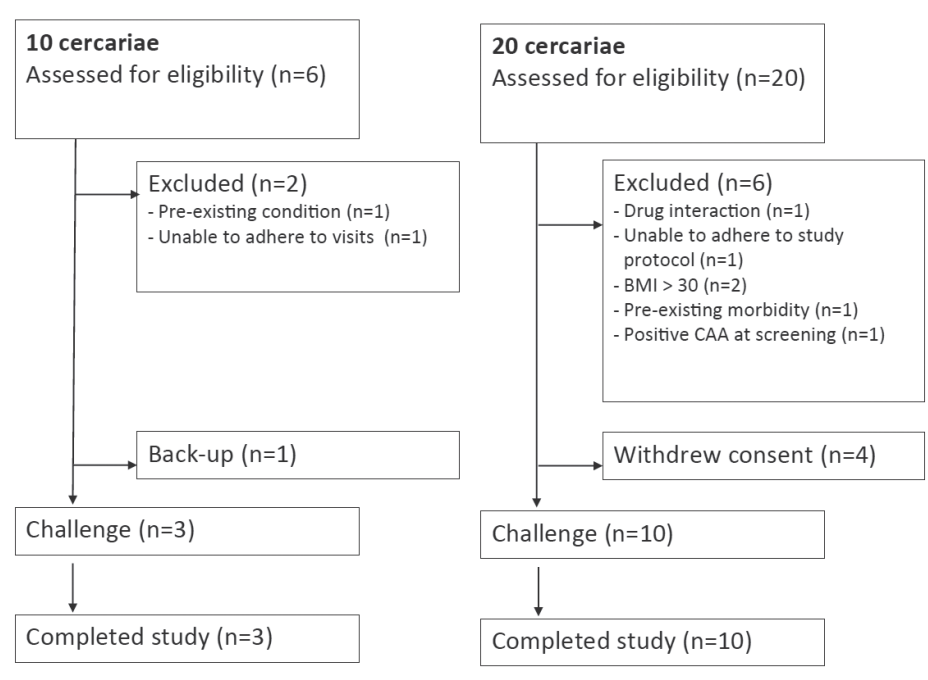 10 cercariae
Assessed for eligibility (n=6)
Excluded (n=2)
- Pre-existing condition (n=1)
- Unable to adhere to visits (n=1)
Back-up (n=1)
Challenge (n=3)
Completed study (n=3)
20 cercariae
Assessed for eligibility (n=20)
Excluded (n=6)
- Drug interaction (n=1)
- Unable to adhere to study
protocol (n=1)
- BMI > 30 (n=2)
- Pre-existing morbidity (n=1)
- Positive CAA at screening (n=1)
Withdrew consent (n=4)
Challenge (n=10)
Completed study (n=10)